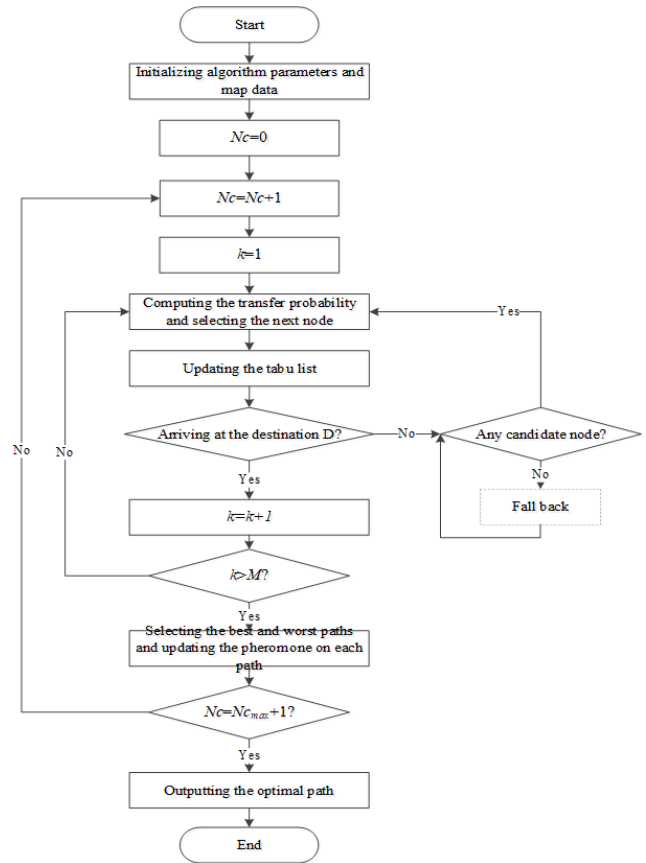 Start
Initializing algorithm parameters and
map data
Nc=0
Nc=Nc+1
k=1
Computing the transfer probability
and selecting the next node
Yes
Updating the tabu list
Arriving at the destination D?
No
Any candidate node?
No
No
Yes
No
Fall back
k=k+1
k>M?
Yes
Selecting the best and worst paths
and updating the pheromone on each
path
Nc=Ncmax+1?
Yes
Outputting the optimal path
End